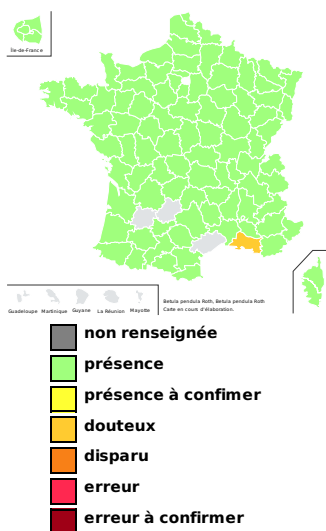 Île-de-France
Guadeloupe Martinique Guyane La Réunion Mayotte
Betula pendula Roth, Betula pendula Roth
Carte en cours d'élaboration.
non renseignée
présence
présence à confimer
douteux
disparu
erreur
erreur à confirmer